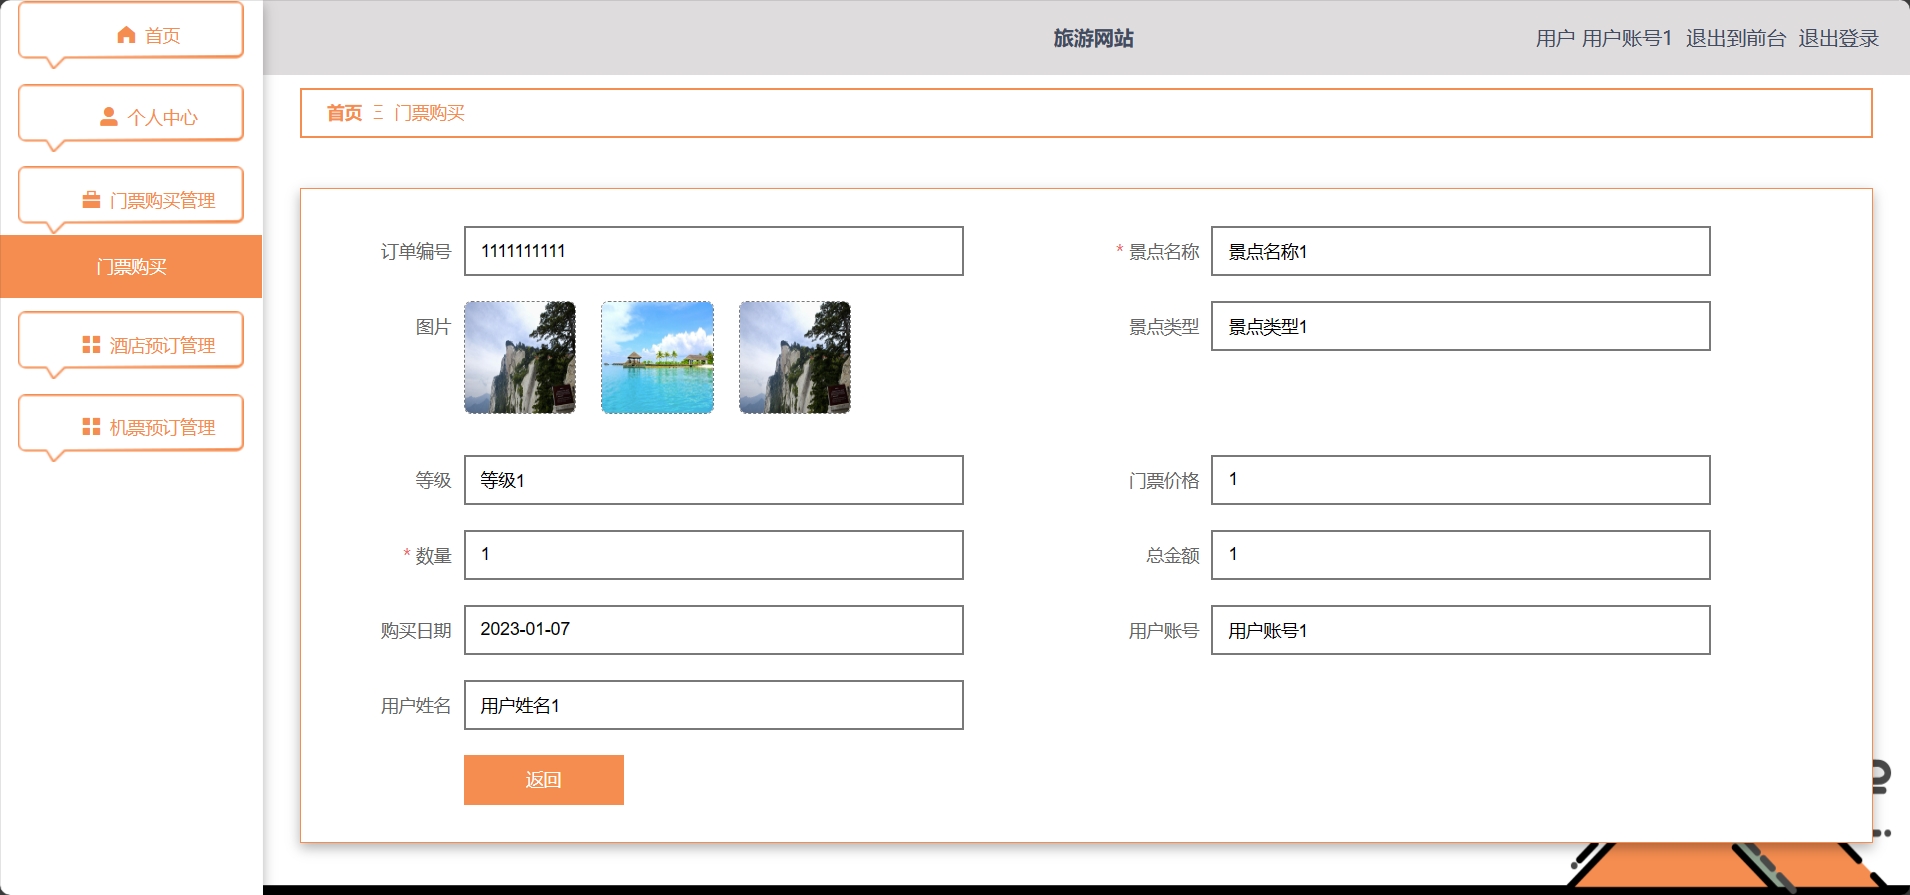 首页
个人中心
门票购买管理
门票购买
酒店预订管理
机票预订管理
旅游网站
用户 用户账号1 退出到前台 退出登录
首页 Ξ 门票购买
订单编号 1111111111
* 景点名称 景点名称1
图片
景点类型 景点类型1
等级 等级1
门票价格 1
* 数量 1
总金额 1
购买日期 2023-01-07
用户账号 用户账号1
用户姓名 用户姓名1
返回